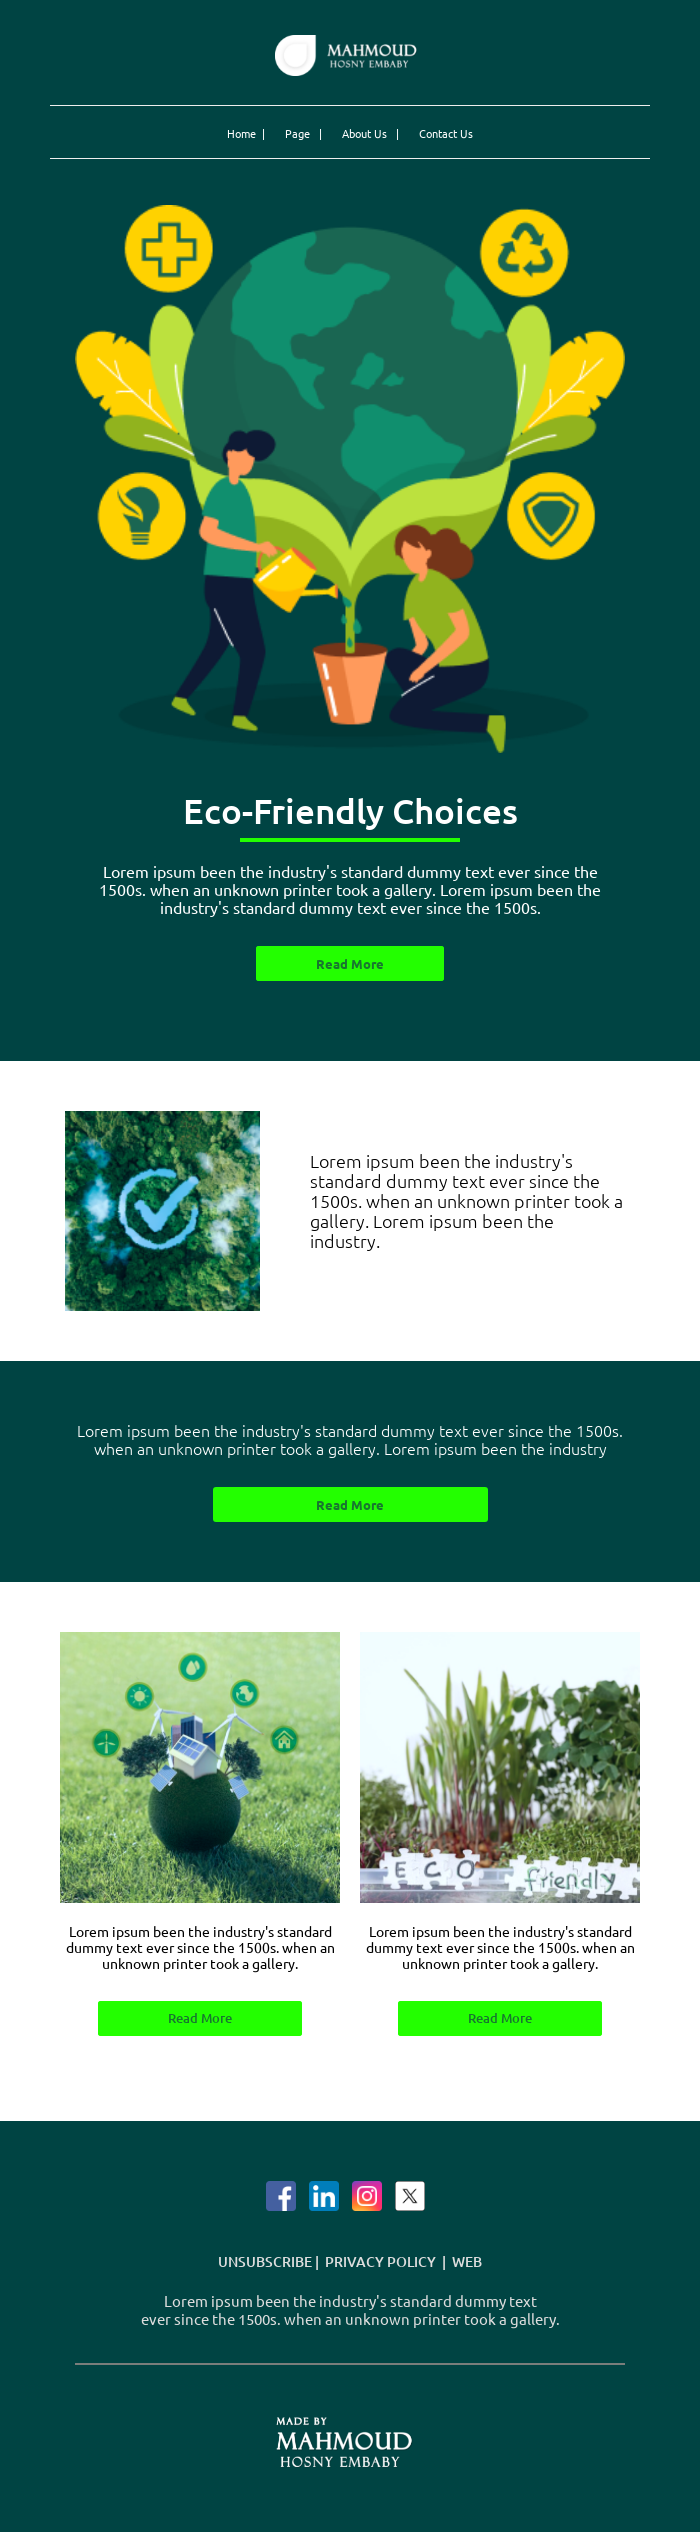 MAHMOUD
HOSNY EMBABY
Home | Page | About Us | Contact Us
Eco-Friendly Choices
Lorem ipsum been the industry's standard dummy text ever since the
1500s. when an unknown printer took a gallery. Lorem ipsum been the
industry's standard dummy text ever since the 1500s.
Read More
Lorem ipsum been the industry's
standard dummy text ever since the
1500s. when an unknown printer took a
gallery. Lorem ipsum been the
industry.
Lorem ipsum been the industry's standard dummy text ever since the 1500s.
when an unknown printer took a gallery. Lorem ipsum been the industry
Read More
ECO friendly
Lorem ipsum been the industry's standard
dummy text ever since the 1500s. when an
unknown printer took a gallery.
Read More
Lorem ipsum been the industry's standard
dummy text ever since the 1500s. when an
unknown printer took a gallery.
Read More
UNSUBSCRIBE | PRIVACY POLICY | WEB
Lorem ipsum been the industry's standard dummy text
ever since the 1500s. when an unknown printer took a gallery.
MADE BY
MAHMOUD
HOSNY EMBABY